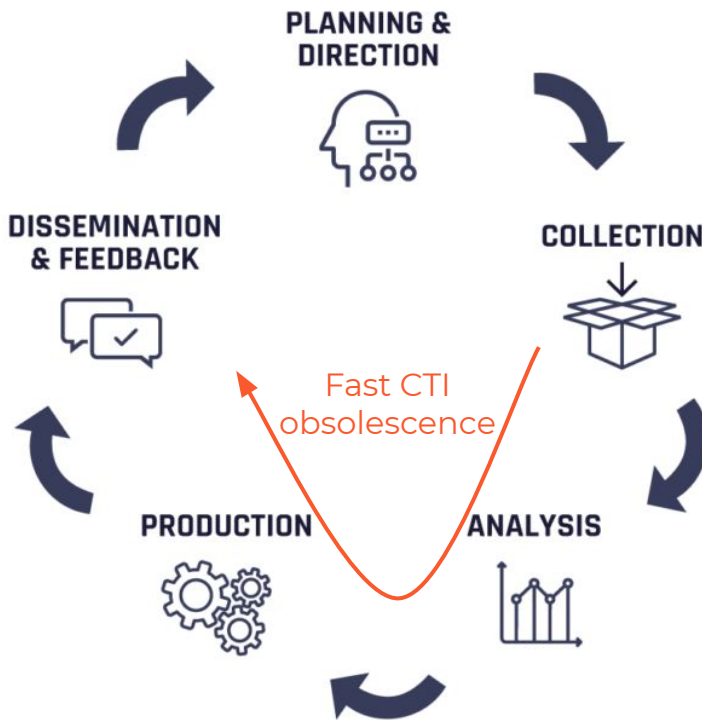 PLANNING &
DIRECTION
COLLECTION
ANALYSIS
PRODUCTION
DISSEMINATION
& FEEDBACK
Fast CTI
obsolescence